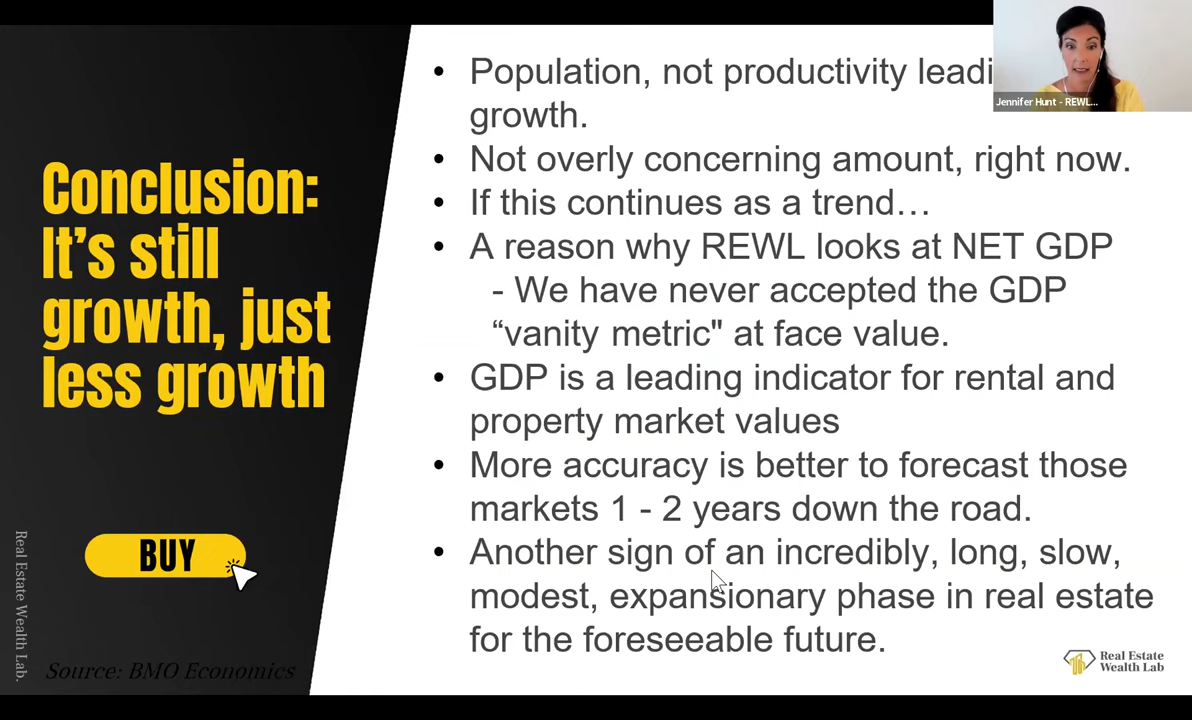 Conclusion:
It’s still
growth, just
less growth
BUY
Real Estate Wealth Lab.
Source: BMO Economics
• Population, not productivity
growth.
• Not overly concerning amount, right now.
• If this continues as a trend…
• A reason why REWL looks at NET GDP
- We have never accepted the GDP
“vanity metric" at face value.
• GDP is a leading indicator for rental and
property market values
• More accuracy is better to forecast those
markets 1 - 2 years down the road.
• Another sign of an incredibly, long, slow,
modest, expansionary phase in real estate
for the foreseeable future.
Jennifer Hunt - REWL...
Real Estate
Wealth Lab